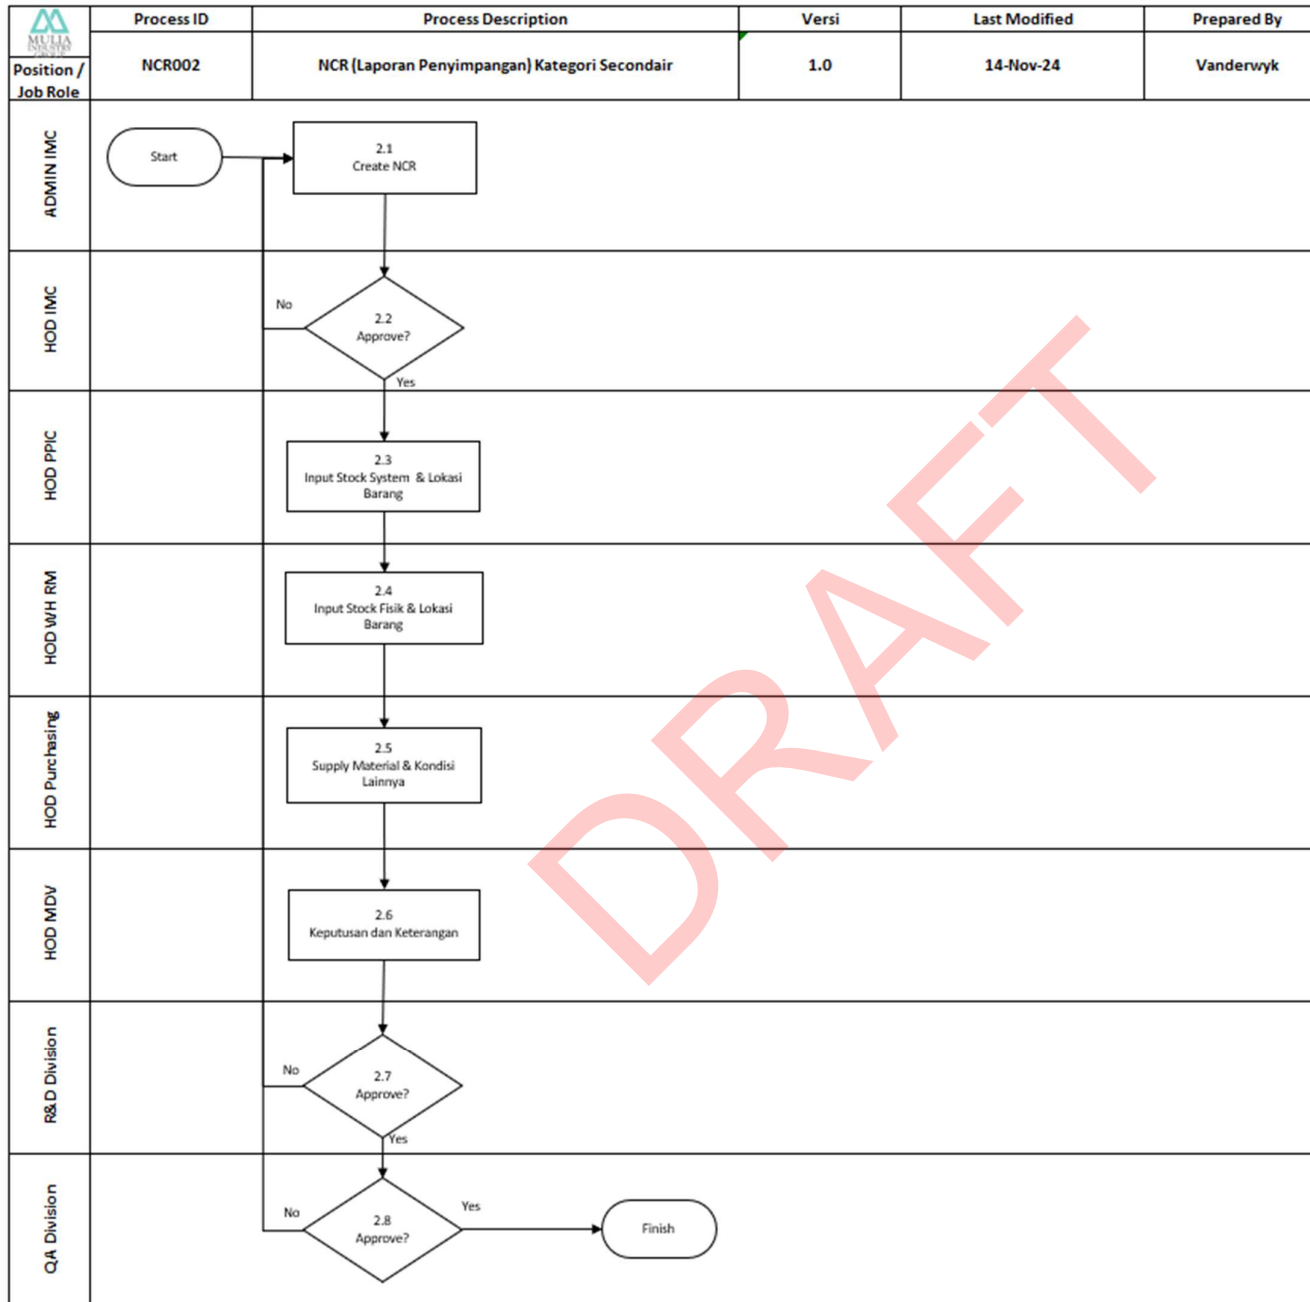 MULIA
INDUSTRY
GROUP
Process ID
Process Description
Versi
Last Modified
Prepared By
Position /
Job Role
NCR002
NCR (Laporan Penyimpangan) Kategori Secondair
1.0
14-Nov-24
Vanderwyk
ADMIN IMC
Start
2.1
Create NCR
HOD IMC
No
2.2
Approve?
Yes
HOD PPIC
2.3
Input Stock System & Lokasi
Barang
HOD WH RM
2.4
Input Stock Fisik & Lokasi
Barang
HOD Purchasing
2.5
Supply Material & Kondisi
Lainnya
HOD MDV
2.6
Keputusan dan Keterangan
R&D Division
No
2.7
Approve?
Yes
QA Division
No
2.8
Approve?
Yes
Finish
DRAFT